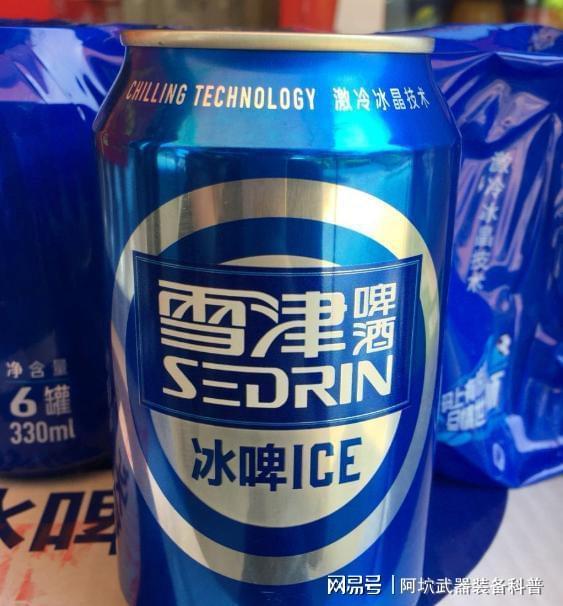 CHILLING TECHNOLOGY 激冷冰晶技术
雪津啤酒
SEDRIN
冰啤ICE
净含量
6罐
330ml
激冷冰晶技术
冰啤
网易号 | 阿坎武器装备科普